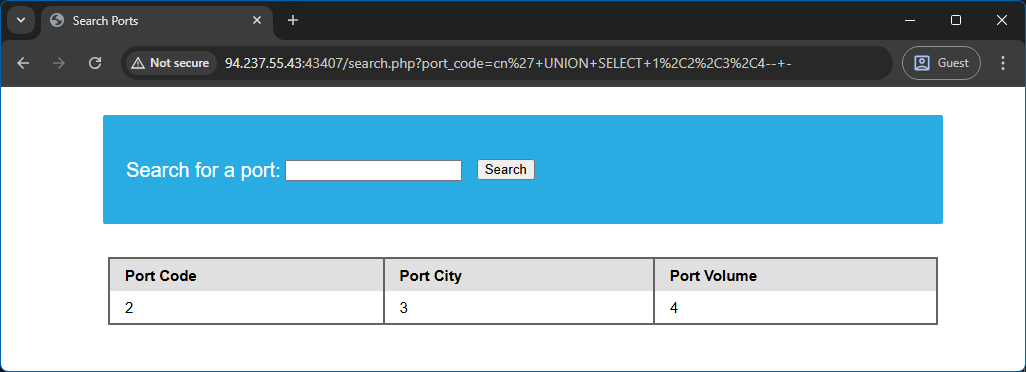 Search Ports
Not secure 94.237.55.43:43407/search.php?port_code=cn%27+UNION+SELECT+1%2C2%2C3%2C4--+- Guest
Search for a port: Search
Port Code Port City Port Volume
2 3 4